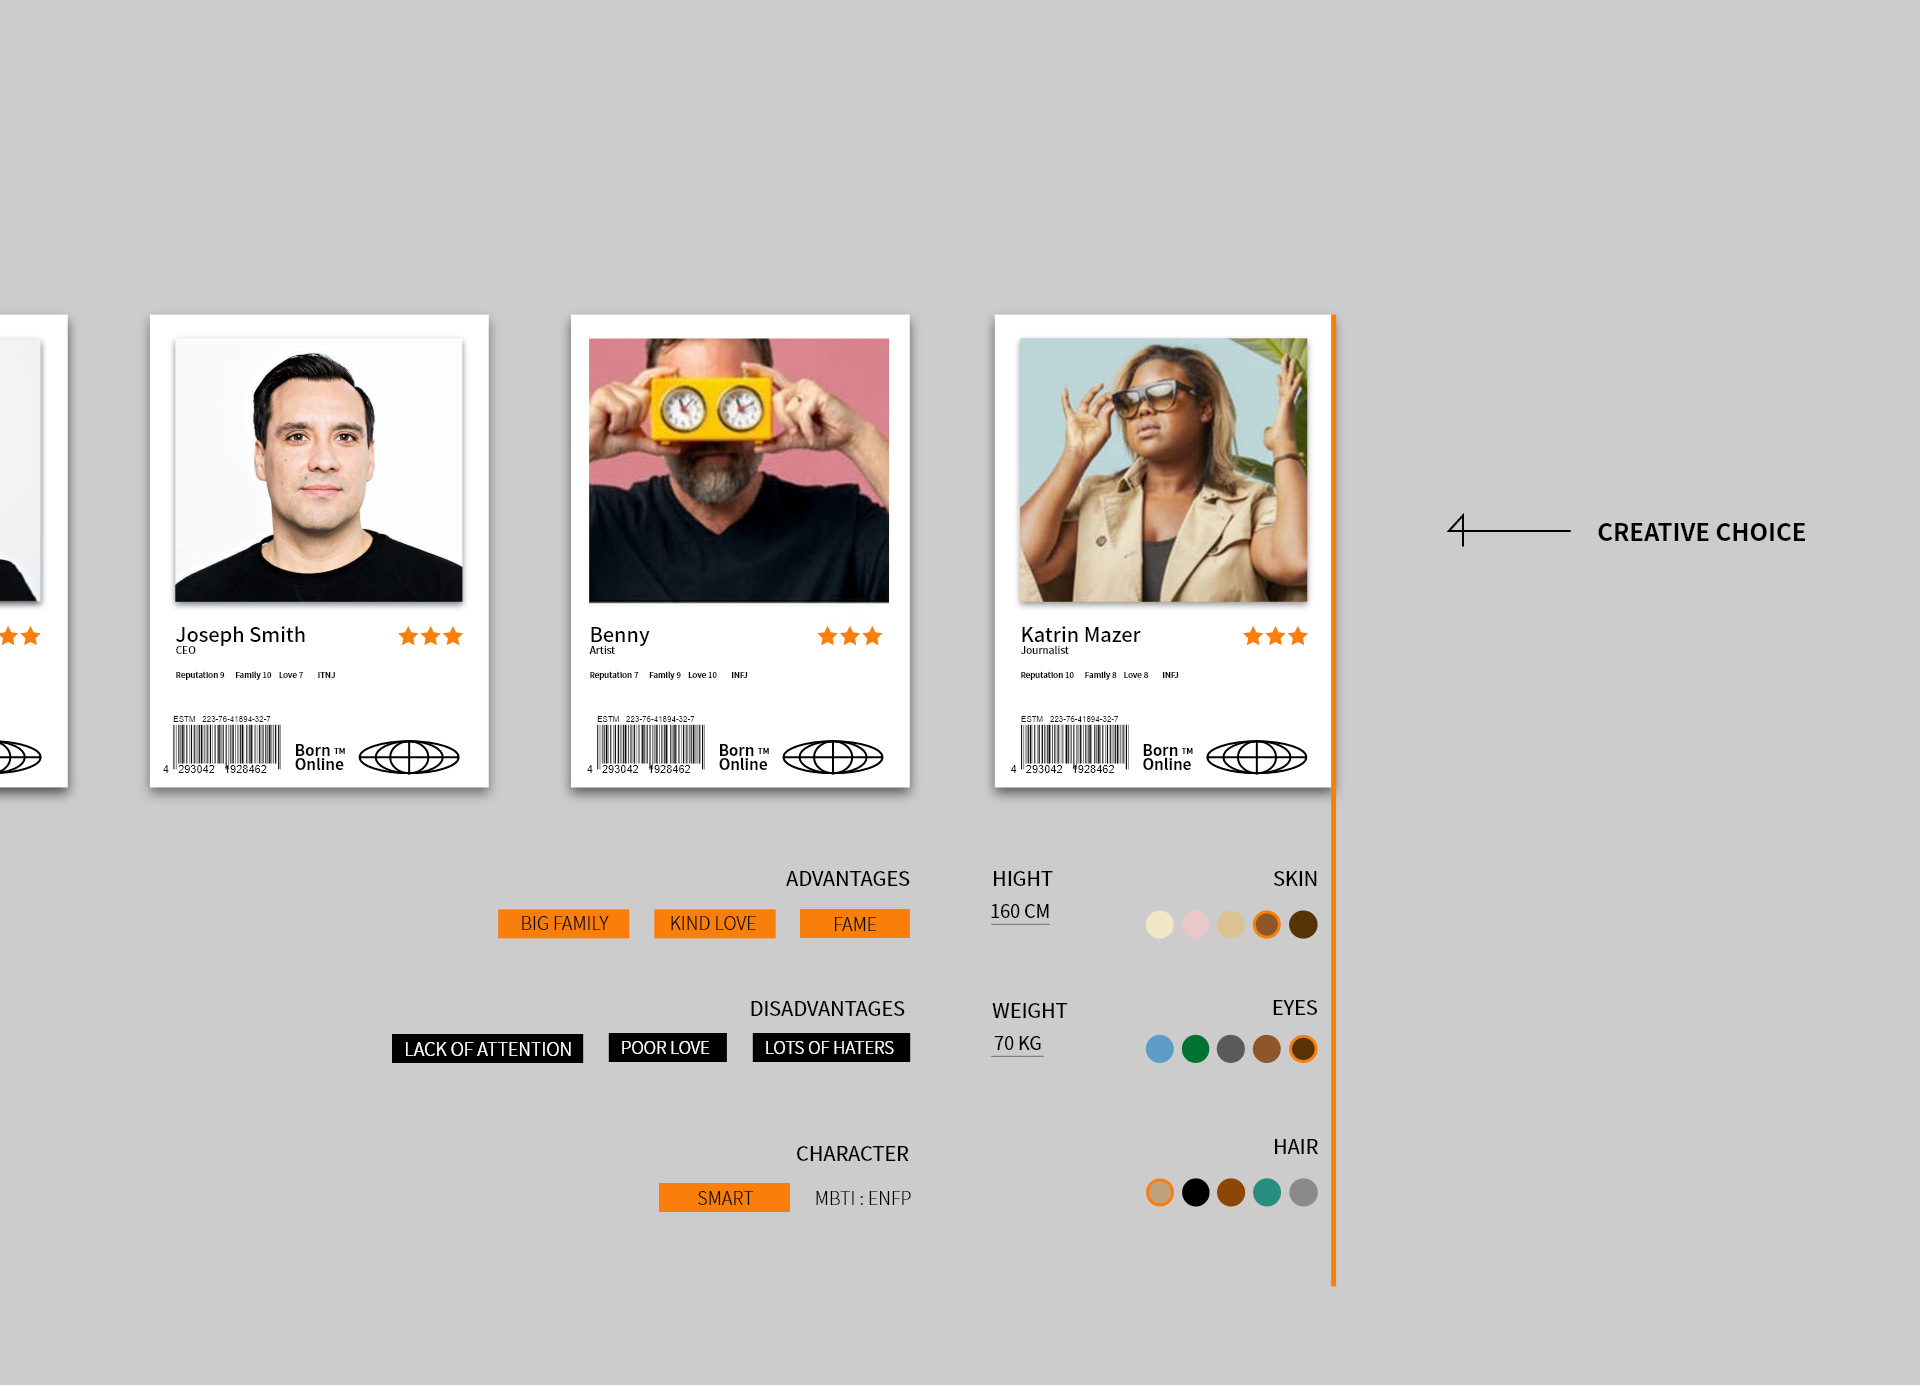 Joseph Smith
CEO
Reputation 9 Family 10 Love 7 ITNJ
ESTM 223-76-41894-32-7
4 293042 1928462
Born TM
Online
Benny
Artist
Reputation 7 Family 9 Love 10 INFJ
ESTM 223-76-41894-32-7
4 293042 1928462
Born TM
Online
Katrin Mazer
Journalist
Reputation 10 Family 8 Love 8 INFJ
ESTM 223-76-41894-32-7
4 293042 1928462
Born TM
Online
CREATIVE CHOICE
ADVANTAGES
BIG FAMILY KIND LOVE FAME
DISADVANTAGES
LACK OF ATTENTION POOR LOVE LOTS OF HATERS
CHARACTER
SMART MBTI : ENFP
HIGHT
160 CM
WEIGHT
70 KG
SKIN
EYES
HAIR